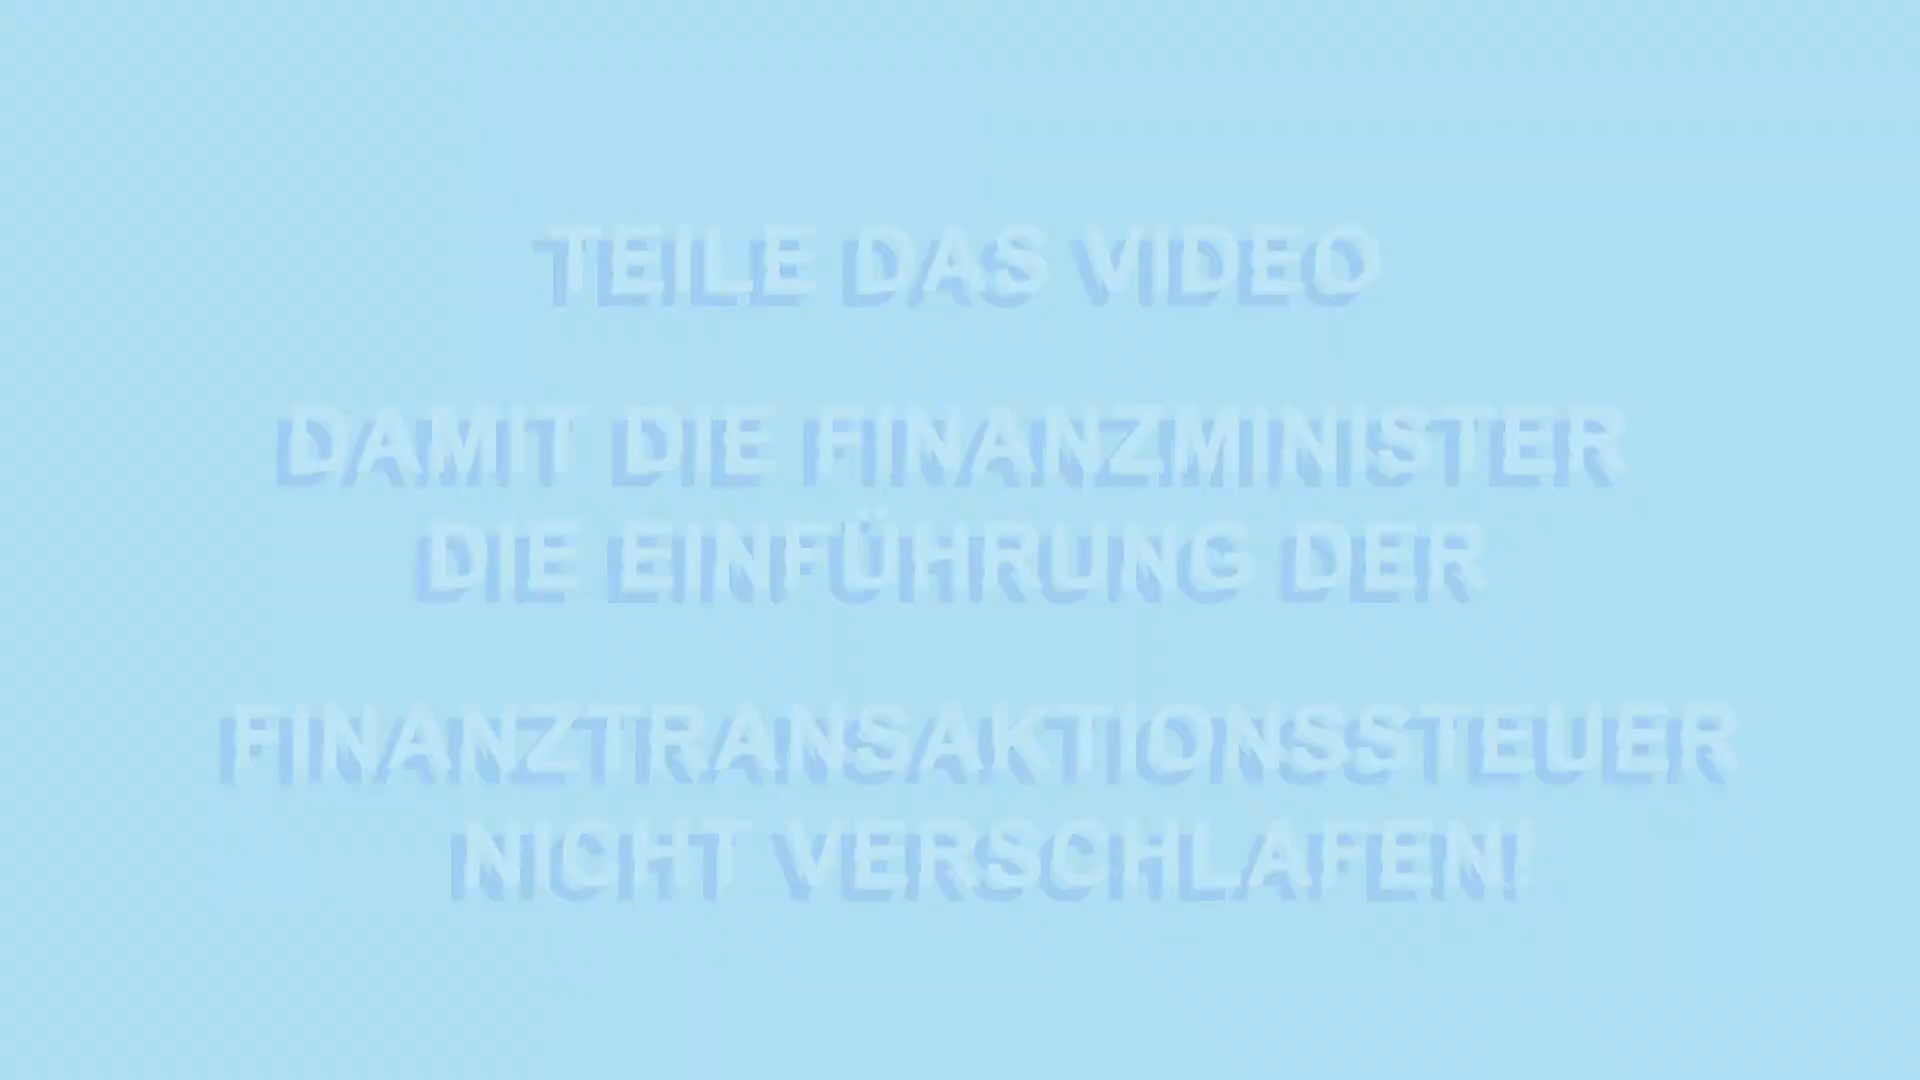 TEILE DAS VIDEO
DAMIT DIE FINANZMINISTER
DIE EINFÜHRUNG DER
FINANZTRANSAKTIONSSTEUER
NICHT VERSCHLAFEN!